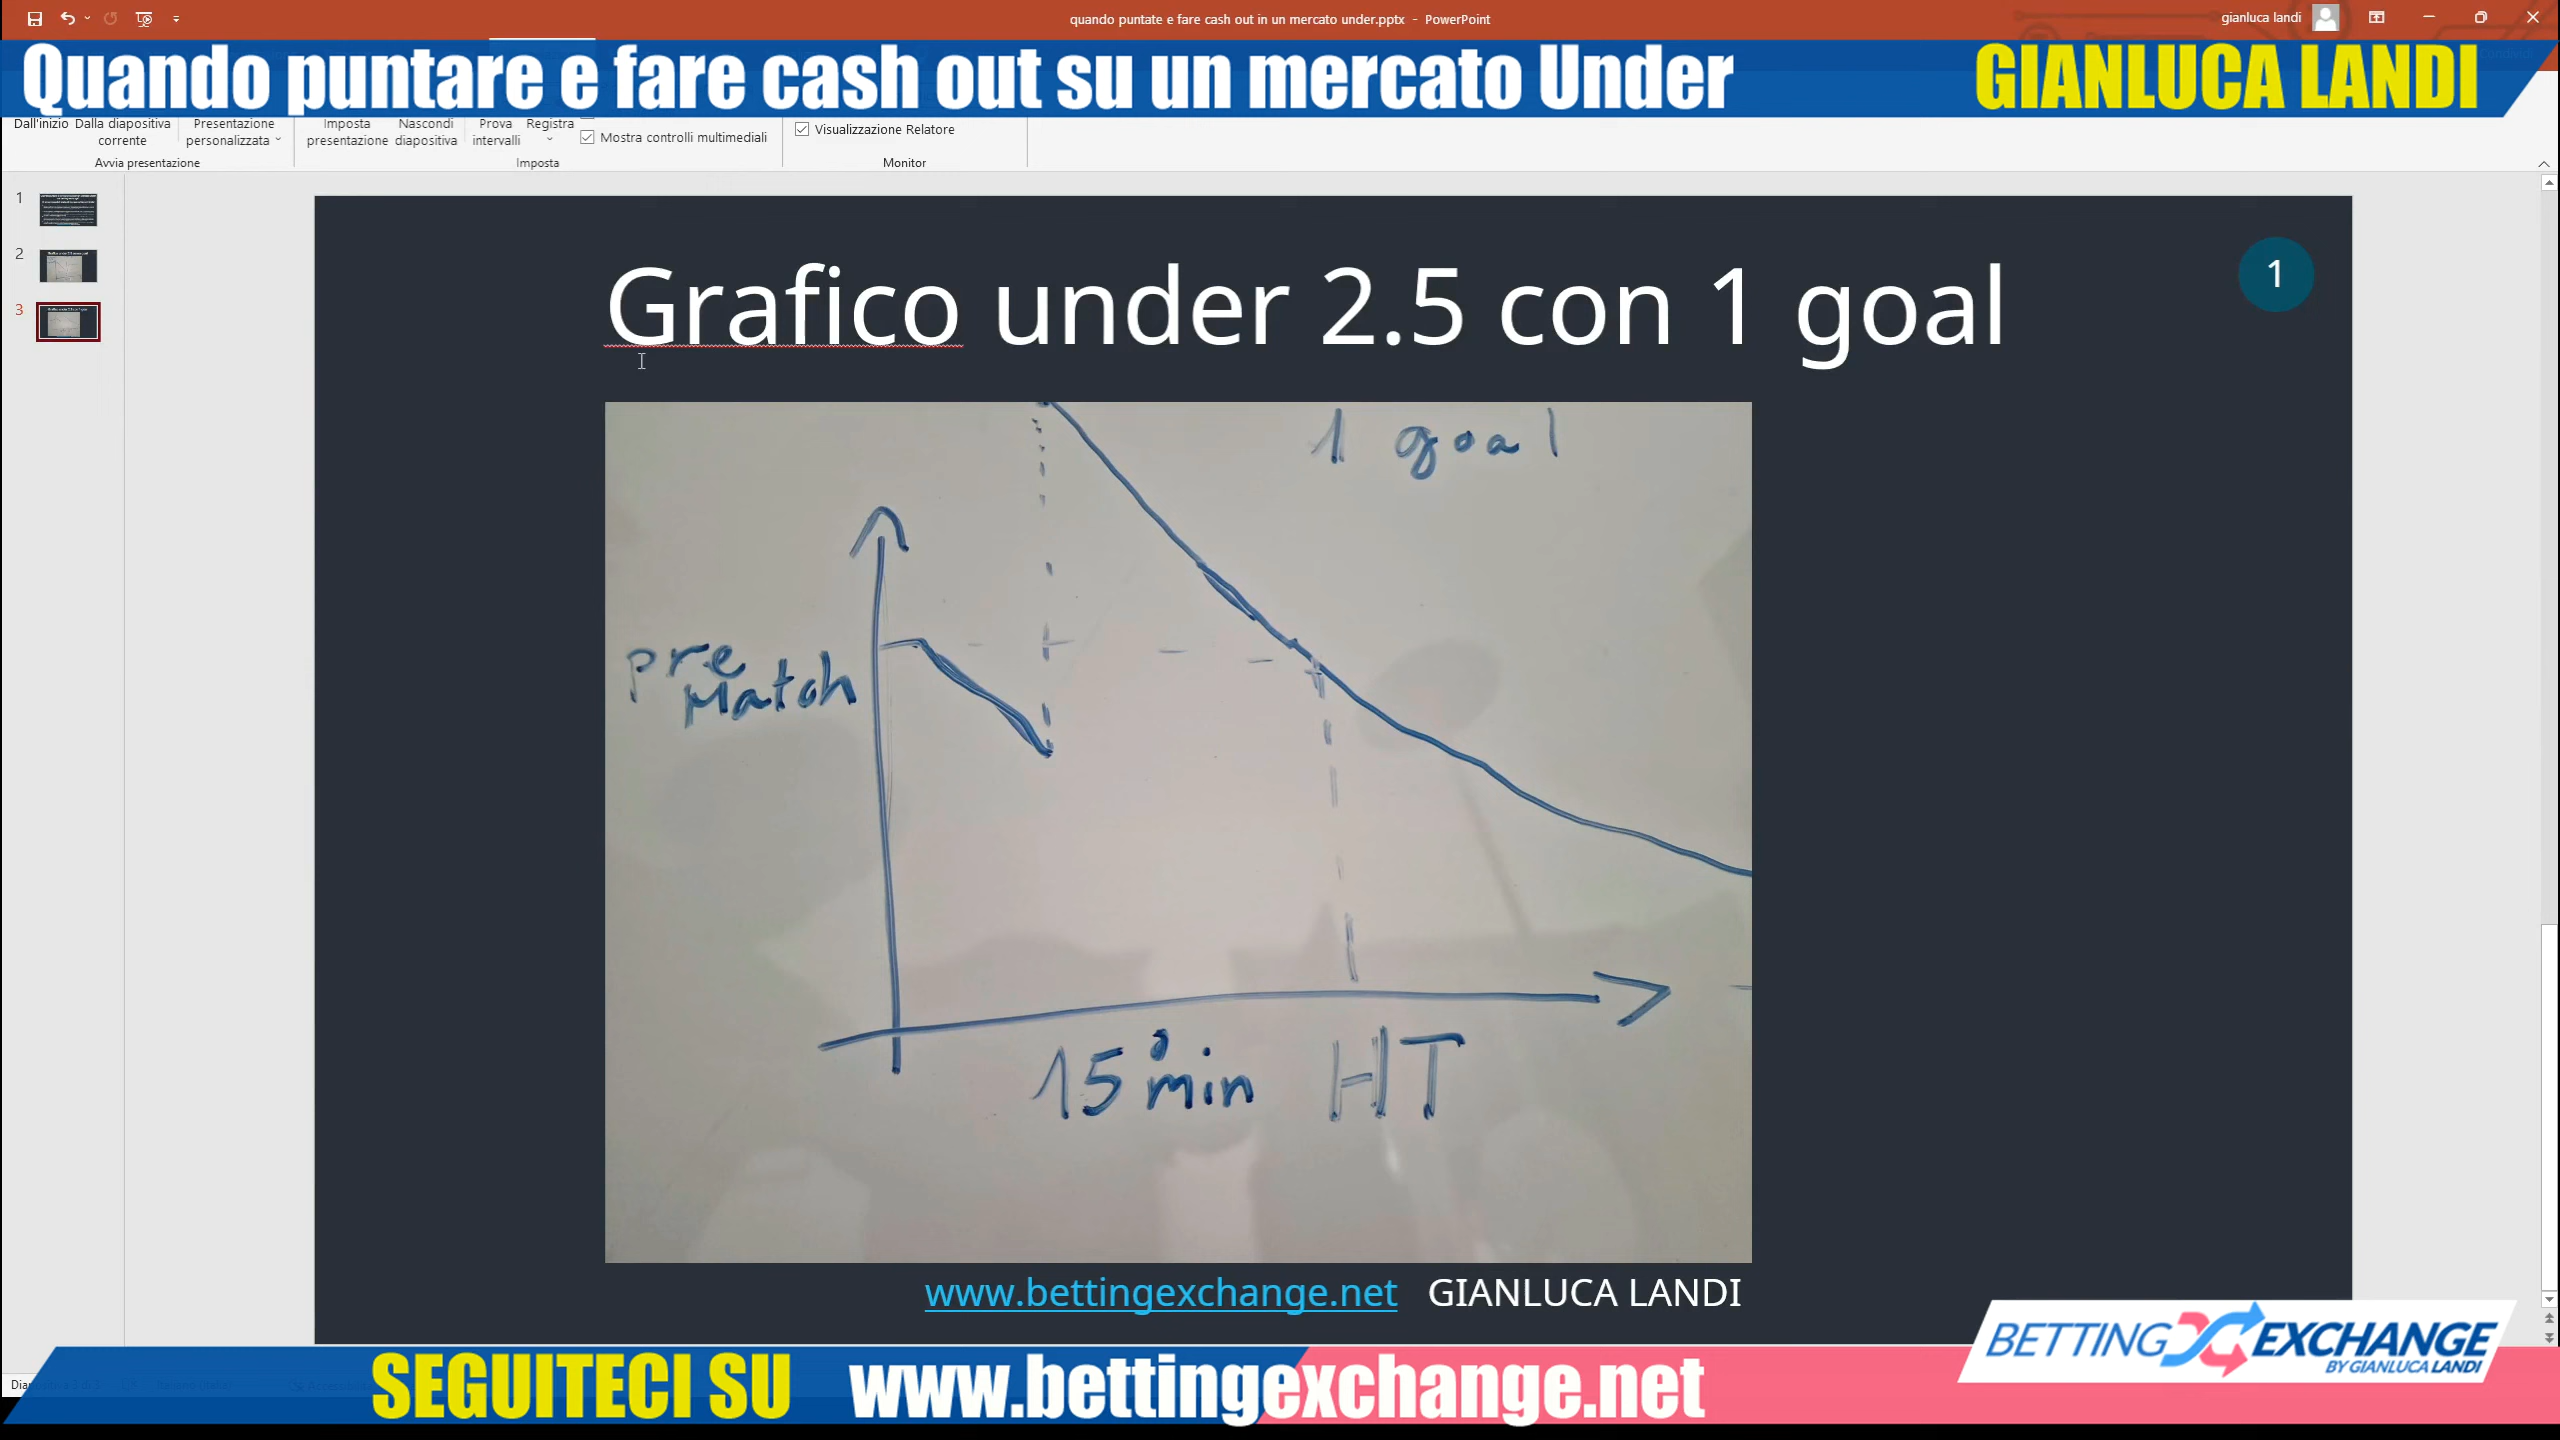 quando puntate e fare cash out in un mercato under.pptx - PowerPoint
gianluca landi
Quando puntare e fare cash out su un mercato Under
GIANLUCA LANDI
Dall'inizio
Dalla diapositiva corrente
Presentazione personalizzata
Imposta presentazione
Nascondi diapositiva
Prova intervalli
Registra
Mostra controlli multimediali
Visualizzazione Relatore
Avvia presentazione
Imposta
Monitor
1
2
3
Grafico under 2.5 con 1 goal
1
1 goal
pre
Match
15° min HT
www.bettingexchange.net GIANLUCA LANDI
BETTING EXCHANGE
BY GIANLUCA LANDI
SEGUITECI SU www.bettingexchange.net